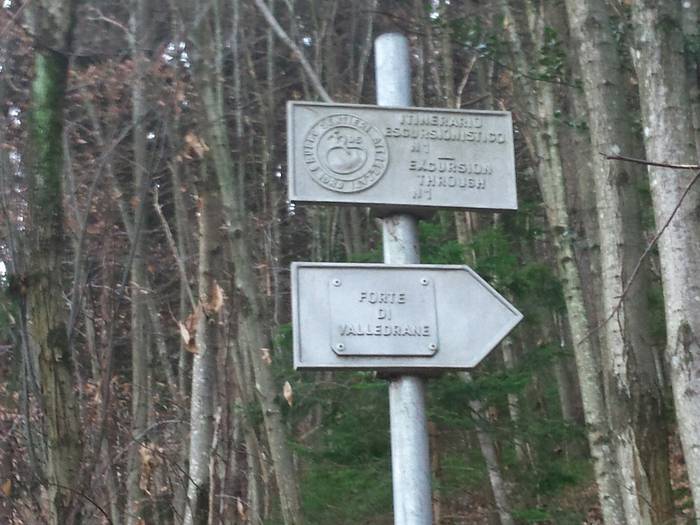 ITINERARIO
ESCURSIONISTICO
N 1
EXCURSION
THROUGH
N 1
FORTE
DI
VALLEDRANE